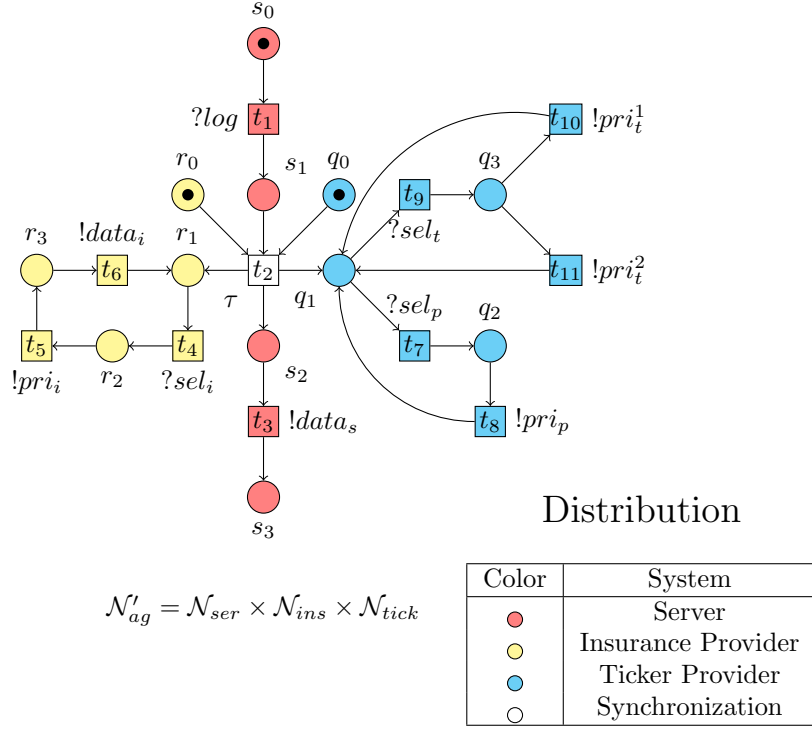 s₀
?log t₁ t₁₀ !pri_t^1
r₀ s₁ q₀ q₃
t₉
r₃ !data_i r₁ ?sel_t
t₆ t₂ t₁₁ !pri_t^2
τ q₁ ?sel_p q₂
t₅ t₄ t₇
!pri_i r₂ ?sel_i s₂
t₃ !data_s t₈ !pri_p
s₃
Distribution
𝒩′_ag = 𝒩_ser × 𝒩_ins × 𝒩_tick
Color System
Server
Insurance Provider
Ticker Provider
Synchronization